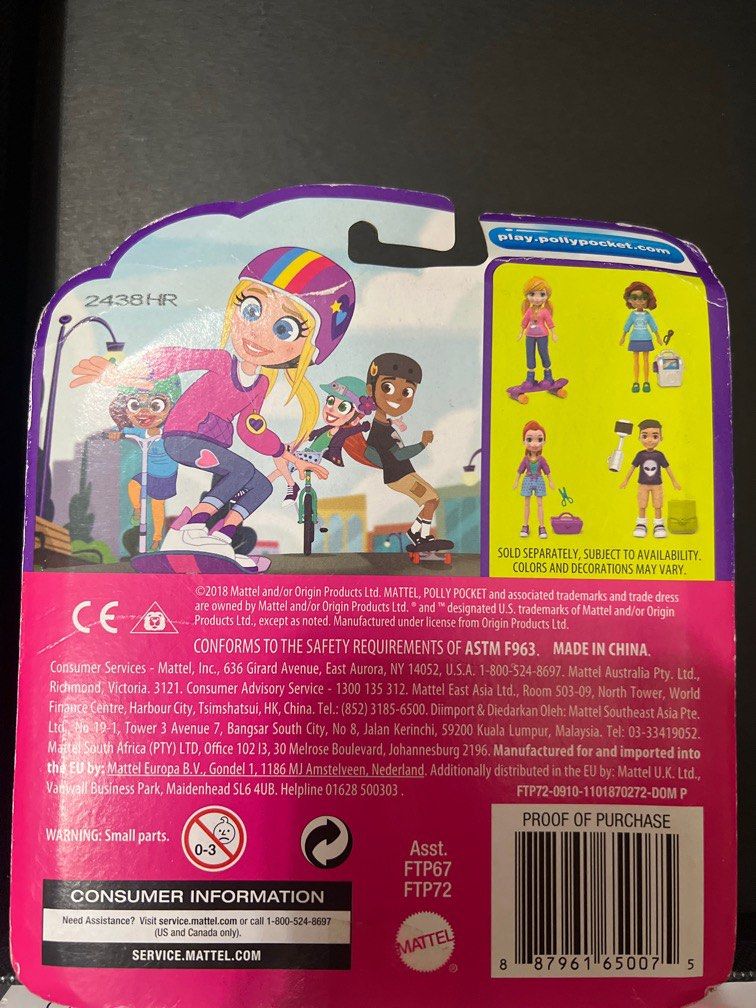 play.pollypocket.com
2438HR
SOLD SEPARATELY, SUBJECT TO AVAILABILITY.
COLORS AND DECORATIONS MAY VARY.
©2018 Mattel and/or Origin Products Ltd. MATTEL, POLLY POCKET and associated trademarks and trade dress
are owned by Mattel and/or Origin Products Ltd. ® and ™ designated U.S. trademarks of Mattel and/or Origin
Products Ltd., except as noted. Manufactured under license from Origin Products Ltd.
CE
CONFORMS TO THE SAFETY REQUIREMENTS OF ASTM F963. MADE IN CHINA.
Consumer Services - Mattel, Inc., 636 Girard Avenue, East Aurora, NY 14052, U.S.A. 1-800-524-8697. Mattel Australia Pty. Ltd.,
Richmond, Victoria. 3121. Consumer Advisory Service - 1300 135 312. Mattel East Asia Ltd., Room 503-09, North Tower, World
Finance Centre, Harbour City, Tsimshatsui, HK, China. Tel.: (852) 3185-6500. Diimport & Diedarkan Oleh: Mattel Southeast Asia Pte.
Ltd., No 19-1, Tower 3 Avenue 7, Bangsar South City, No 8, Jalan Kerinchi, 59200 Kuala Lumpur, Malaysia. Tel: 03-33419052.
Mattel South Africa (PTY) LTD, Office 102 I3, 30 Melrose Boulevard, Johannesburg 2196. Manufactured for and imported into
the EU by: Mattel Europa B.V., Gondel 1, 1186 MJ Amstelveen, Nederland. Additionally distributed in the EU by: Mattel U.K. Ltd.,
Vanwall Business Park, Maidenhead SL6 4UB. Helpline 01628 500303.
FTP72-0910-1101870272-DOM P
WARNING: Small parts.
0-3
Asst.
FTP67
FTP72
PROOF OF PURCHASE
CONSUMER INFORMATION
Need Assistance? Visit service.mattel.com or call 1-800-524-8697
(US and Canada only).
SERVICE.MATTEL.COM
MATTEL
®
8 87961 65007 5